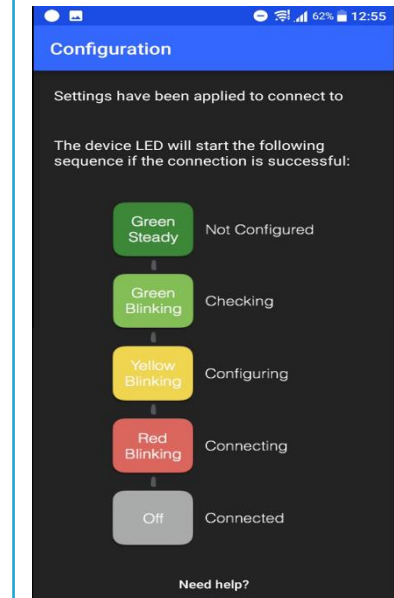 62% 12:55
Configuration
Settings have been applied to connect to
The device LED will start the following
sequence if the connection is successful:
Green
Steady
Not Configured
Green
Blinking
Checking
Yellow
Blinking
Configuring
Red
Blinking
Connecting
Off
Connected
Need help?